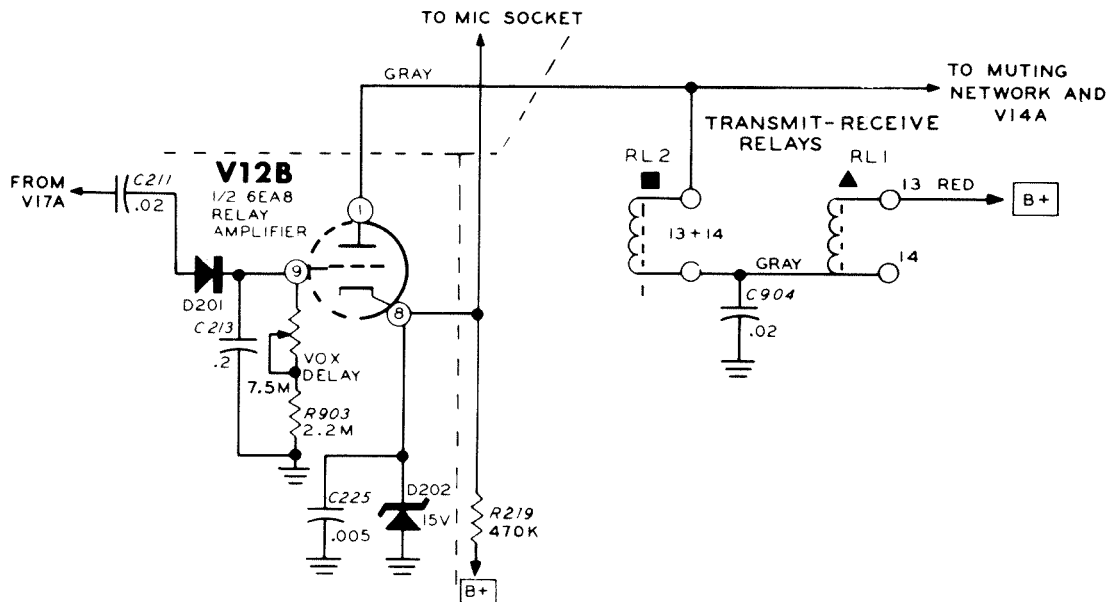 TO MIC SOCKET
GRAY
TO MUTING
NETWORK AND
V14A
TRANSMIT-RECEIVE
RELAYS
V12B
1/2 6EA8
RELAY
AMPLIFIER
FROM
V17A
C211
.02
RL2
RL1
13
RED
B+
1
13+14
14
GRAY
9
D201
C904
.02
8
C213
.2
VOX
DELAY
7.5M
R903
2.2M
C225
.005
D202
15V
R219
470K
B+